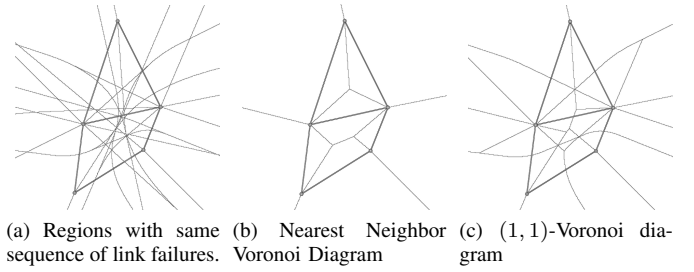 (a) Regions with same
sequence of link failures.
(b) Nearest Neighbor
Voronoi Diagram
(c) (1, 1)-Voronoi dia-
gram